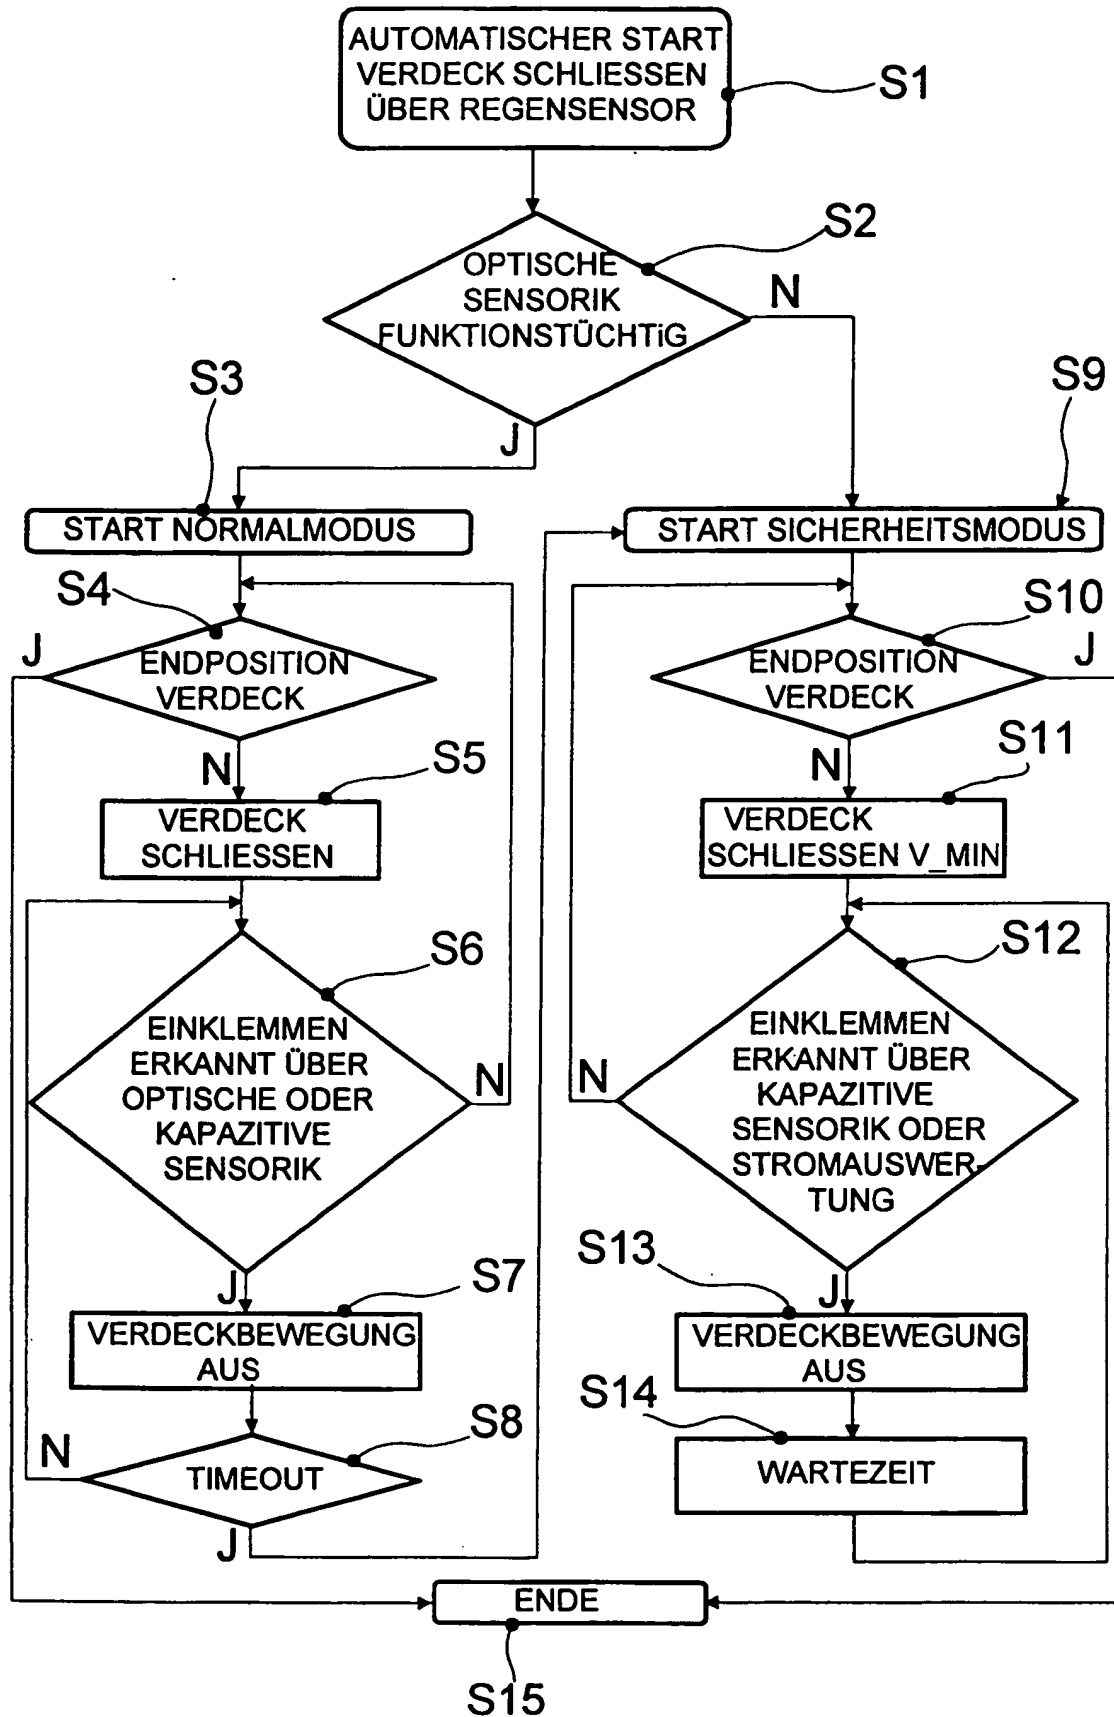 AUTOMATISCHER START
VERDECK SCHLIESSEN
ÜBER REGENSENSOR
S1
S2
OPTISCHE
SENSORIK
FUNKTIONSTÜCHTiG
N
J
S3
S9
START NORMALMODUS
START SICHERHEITSMODUS
S4
J
ENDPOSITION
VERDECK
N
S10
J
ENDPOSITION
VERDECK
N
S5
VERDECK
SCHLIESSEN
S11
VERDECK
SCHLIESSEN V_MIN
S6
EINKLEMMEN
ERKANNT ÜBER
OPTISCHE ODER
KAPAZITIVE
SENSORIK
N
J
S12
EINKLEMMEN
ERKANNT ÜBER
KAPAZITIVE
SENSORIK ODER
STROMAUSWER-
TUNG
N
J
S7
VERDECKBEWEGUNG
AUS
S13
VERDECKBEWEGUNG
AUS
S8
N
TIMEOUT
J
S14
WARTEZEIT
ENDE
S15